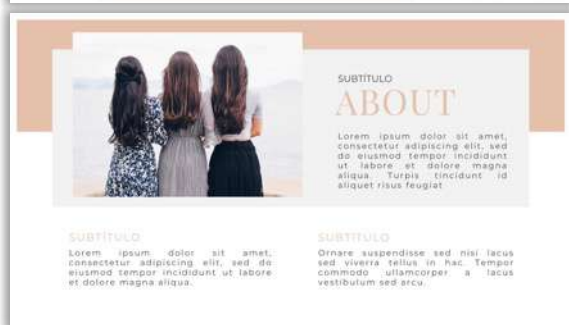 SUBTÍTULO
ABOUT
Lorem ipsum dolor sit amet,
consectetur adipiscing elit, sed
do eiusmod tempor incididunt
ut labore et dolore magna
aliqua. Turpis tincidunt id
aliquet risus feugiat
SUBTÍTULO
Lorem ipsum dolor sit amet,
consectetur adipiscing elit, sed do
eiusmod tempor incididunt ut labore
et dolore magna aliqua.
SUBTÍTULO
Ornare suspendisse sed nisi lacus
sed viverra tellus in hac. Tempor
commodo ullamcorper a lacus
vestibulum sed arcu.